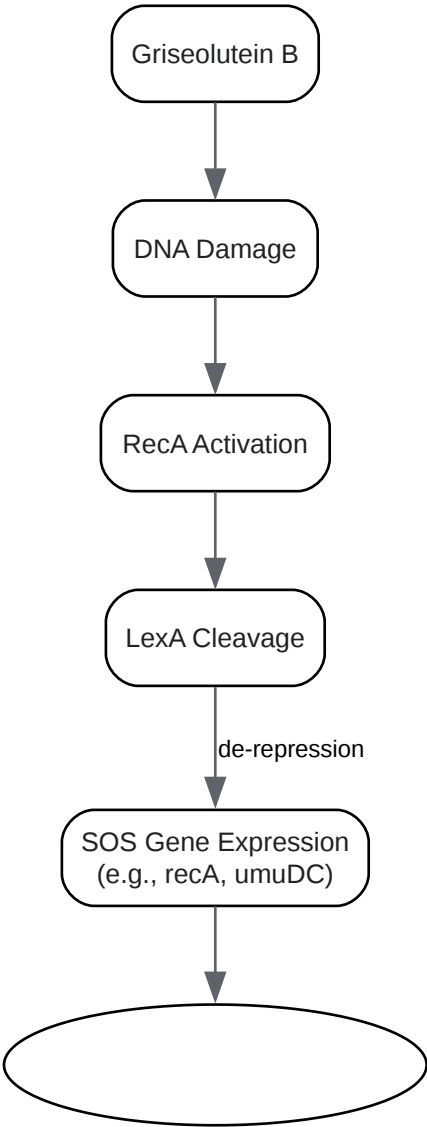 Griseolutein B
DNA Damage
RecA Activation
LexA Cleavage
de-repression
SOS Gene Expression
(e.g., recA, umuDC)